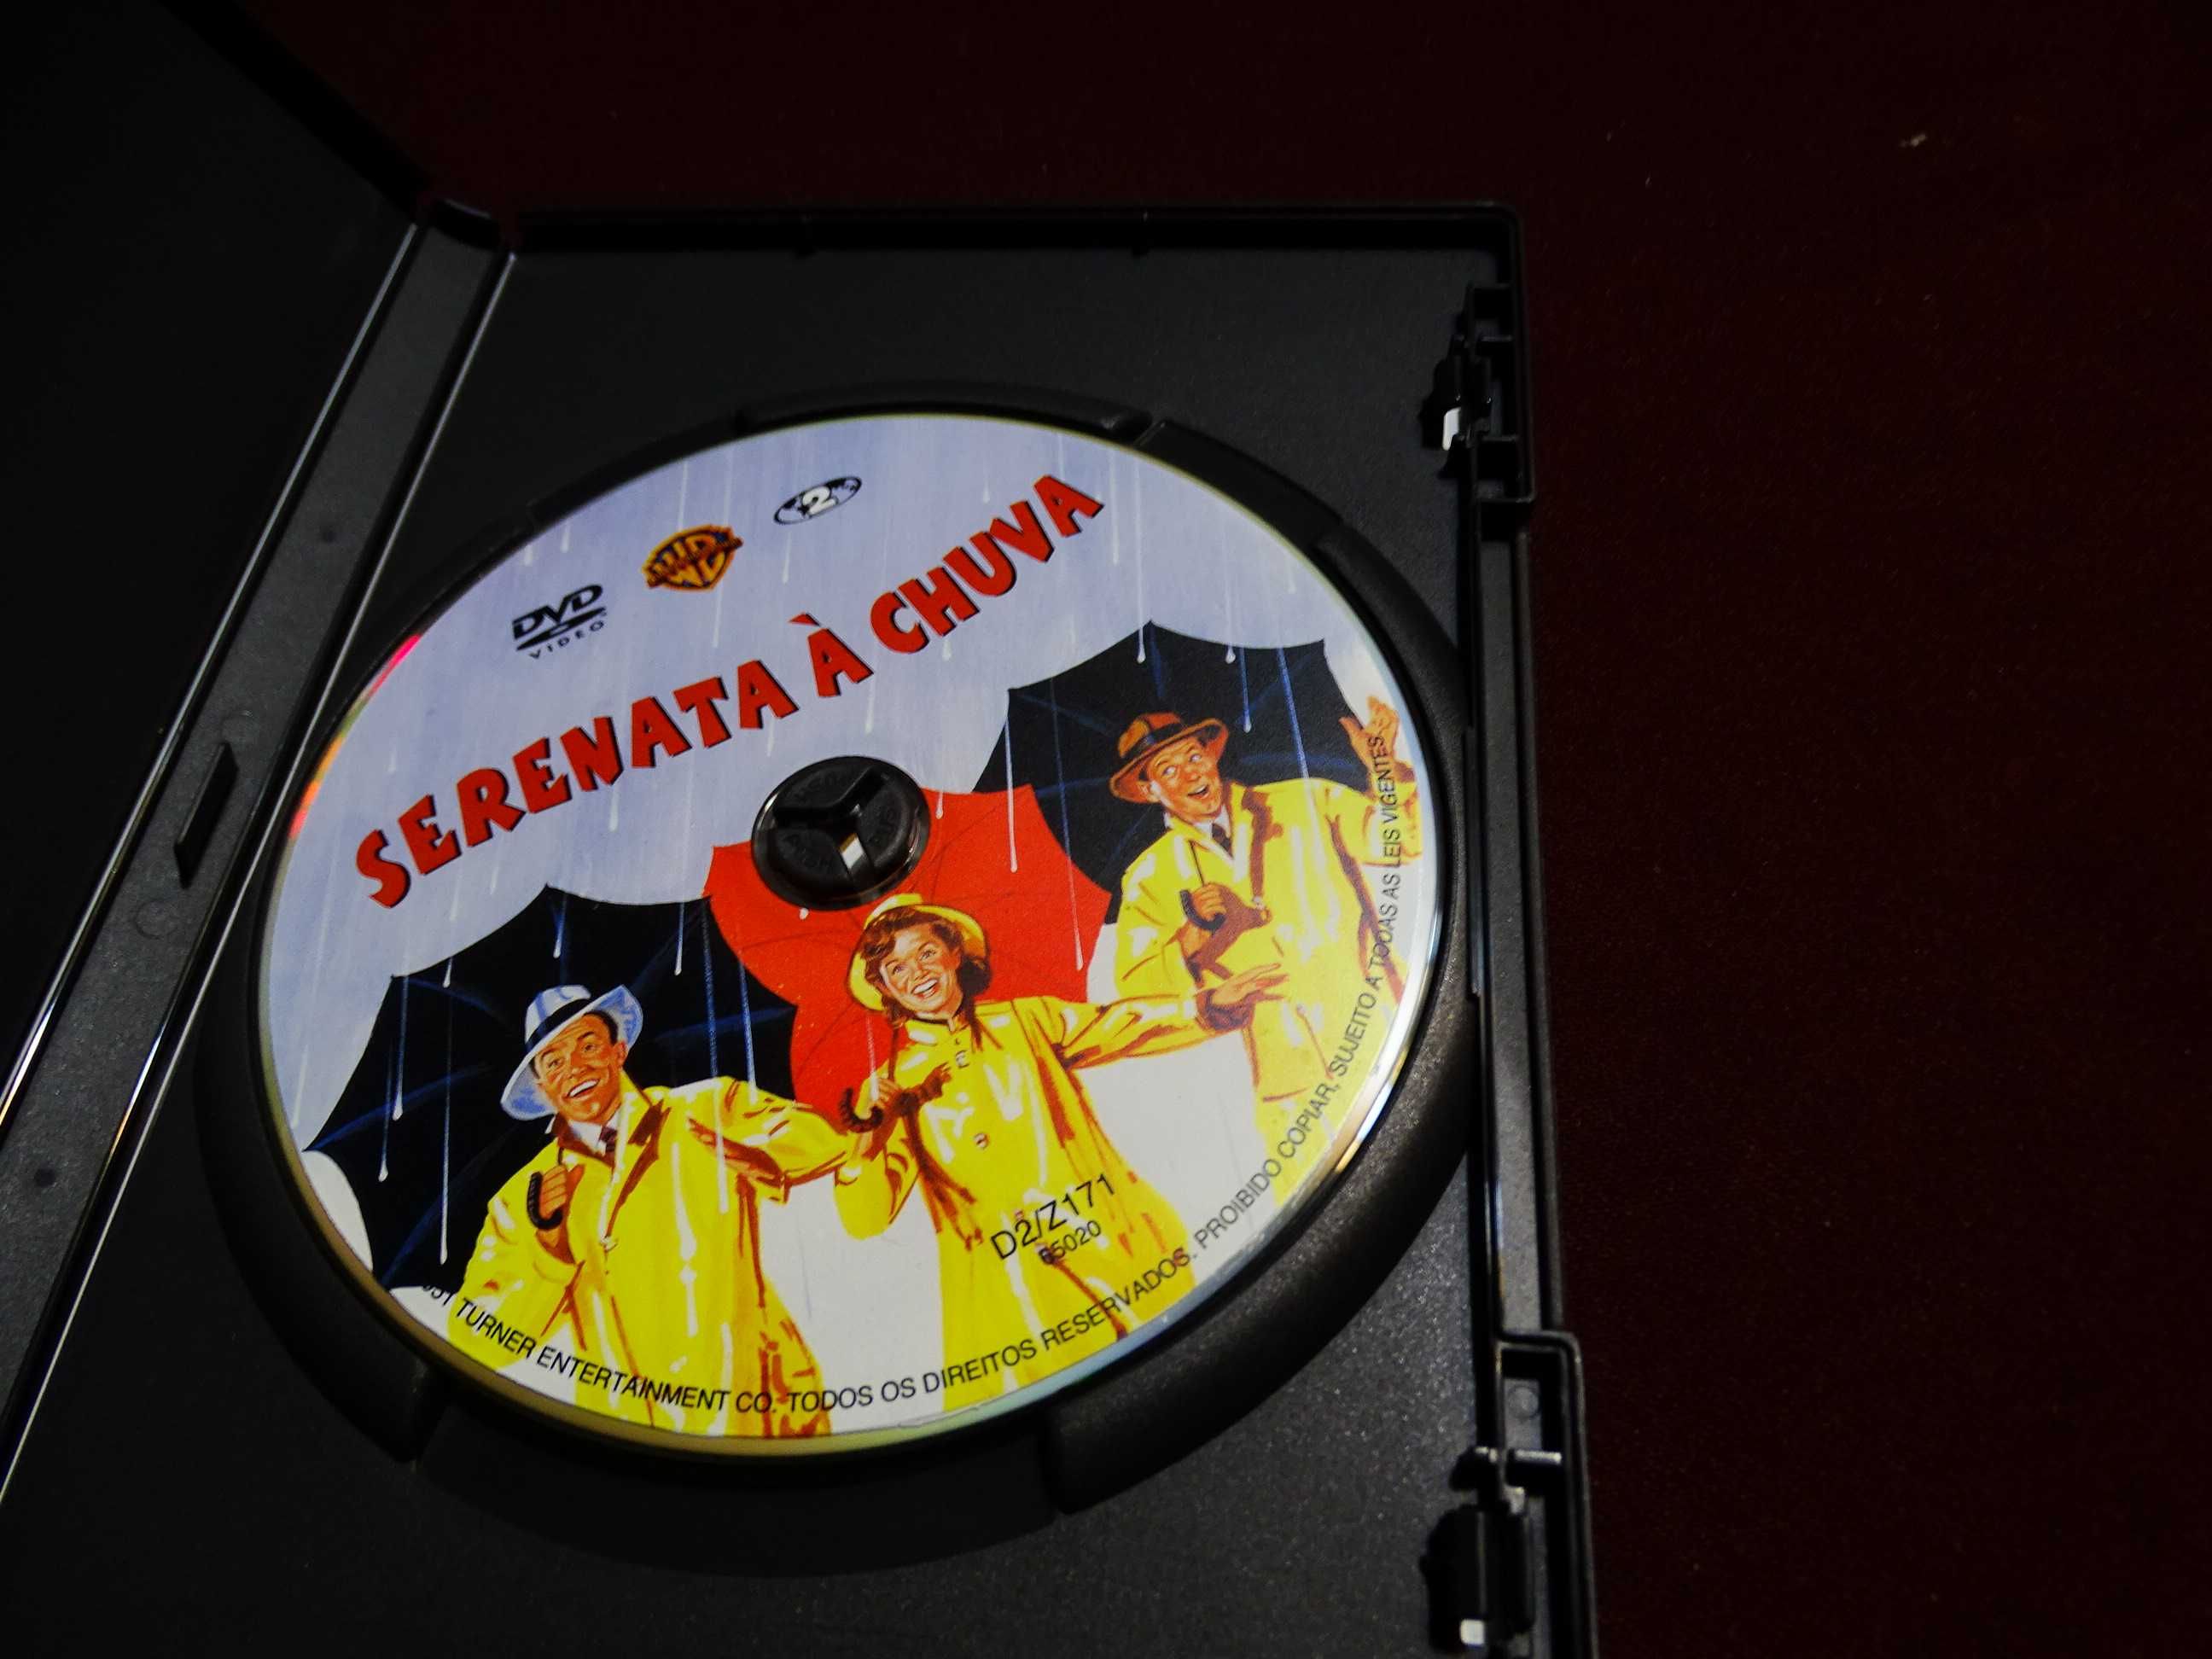 2
DVD
VIDEO
SERENATA À CHUVA
D2/Z171
65020
TURNER ENTERTAINMENT CO. TODOS OS DIREITOS RESERVADOS. PROIBIDO COPIAR, SUJEITO A TODAS AS LEIS VIGENTES.